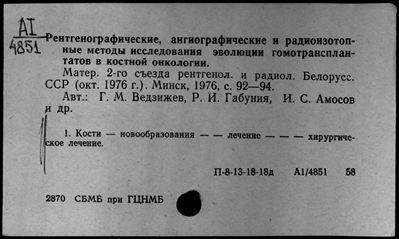 AI
4851
Рентгенографические, ангиографические и радиоизотоп-
ные методы исследования эволюции гомотрансплан-
татов в костной онкологии.
Матер. 2-го съезда рентгенол. и радиол. Белорусс.
ССР (окт. 1976 г.). Минск, 1976, с. 92—94.
Авт.: Г. М. Ведзижев, Р. И. Габуния, И. С. Амосов
и др.
1. Кости — новообразования — — лечение — — — хирургиче-
ское лечение.
П-8-13-18-18д А1/4851 58
2870 СБМБ при ГЦНМБ